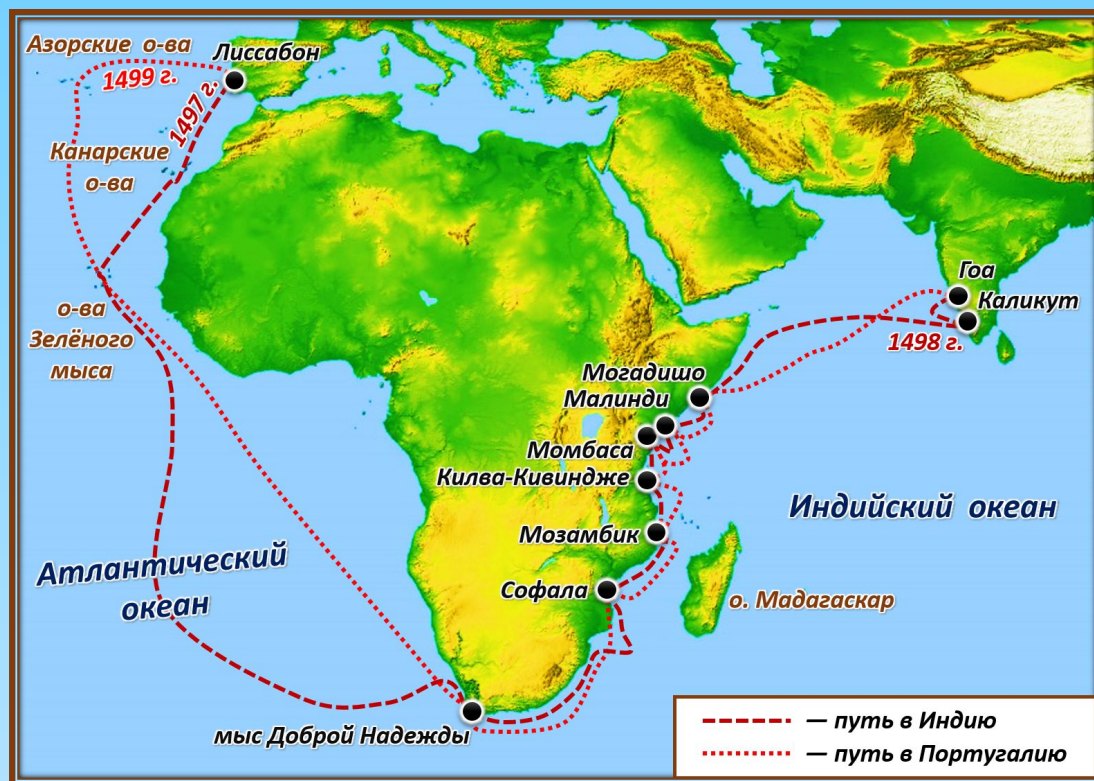 Азорские о-ва
Лиссабон
1499 г.
1497 г.
Канарские
о-ва
о-ва
Зелёного
мыса
Гоа
Каликут
1498 г.
Могадишо
Малинди
Момбаса
Килва-Кивиндже
Мозамбик
Софала
Индийский океан
Атлантический
океан
о. Мадагаскар
мыс Доброй Надежды
— путь в Индию
— путь в Португалию